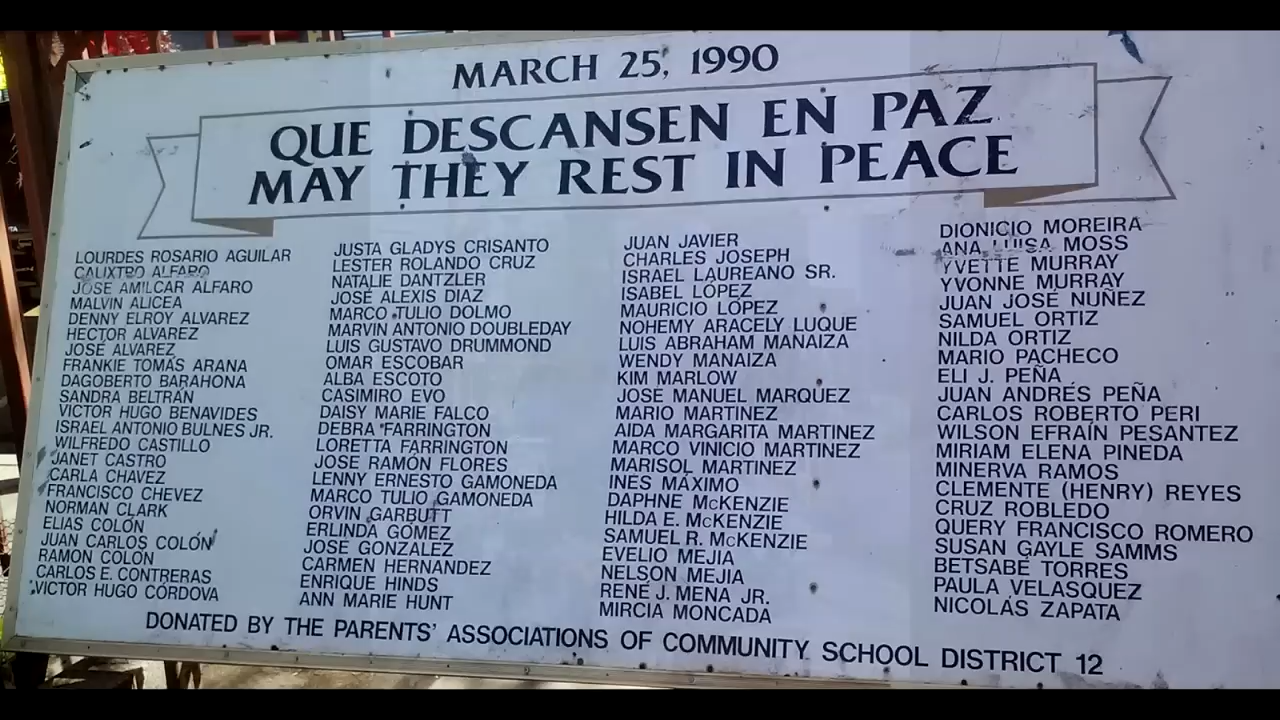 MARCH 25, 1990
QUE DESCANSEN EN PAZ
MAY THEY REST IN PEACE
LOURDES ROSARIO AGUILAR
CALIXTRO ALFARO
JOSE AMILCAR ALFARO
MALVIN ALICEA
DENNY ELROY ALVAREZ
HECTOR ALVAREZ
JOSÉ ALVAREZ
FRANKIE TOMÁS ARANA
DAGOBERTO BARAHONA
SANDRA BELTRÁN
VICTOR HUGO BENAVIDES
ISRAEL ANTONIO BULNES JR.
WILFREDO CASTILLO
JANET CASTRO
CARLA CHAVEZ
FRANCISCO CHEVEZ
NORMAN CLARK
ELIAS COLÓN
JUAN CARLOS COLÓN
RAMON COLÓN
CARLOS E. CONTRERAS
VICTOR HUGO CÓRDOVA
JUSTA GLADYS CRISANTO
LESTER ROLANDO CRUZ
NATALIE DANTZLER
JOSÉ ALEXIS DIAZ
MARCO TULIO DOLMO
MARVIN ANTONIO DOUBLEDAY
LUIS GUSTAVO DRUMMOND
OMAR ESCOBAR
ALBA ESCOTO
CASIMIRO EVO
DAISY MARIE FALCO
DEBRA FARRINGTON
LORETTA FARRINGTON
JOSE RAMÓN FLORES
LENNY ERNESTO GAMONEDA
MARCO TULIO GAMONEDA
ORVIN GARBUTT
ERLINDA GÓMEZ
JOSE GONZALEZ
CARMEN HERNANDEZ
ENRIQUE HINDS
ANN MARIE HUNT
JUAN JAVIER
CHARLES JOSEPH
ISRAEL LAUREANO SR.
ISABEL LÓPEZ
MAURICIO LÓPEZ
NOHEMY ARACELY LUQUE
LUIS ABRAHAM MANAIZA
WENDY MANAIZA
KIM MARLOW
JOSE MANUEL MARQUEZ
MARIO MARTINEZ
AIDA MARGARITA MARTINEZ
MARCO VINICIO MARTINEZ
MARISOL MARTINEZ
INÉS MÁXIMO
DAPHNE McKENZIE
HILDA E. McKENZIE
SAMUEL R. McKENZIE
EVELIO MEJIA
NELSON MEJIA
RENE J. MENA JR.
MIRCIA MONCADA
DIONICIO MOREIRA
ANA LUISA MOSS
YVETTE MURRAY
YVONNE MURRAY
JUAN JOSÉ NUÑEZ
SAMUEL ORTIZ
NILDA ORTIZ
MARIO PACHECO
ELI J. PEÑA
JUAN ANDRÉS PEÑA
CARLOS ROBERTO PERI
WILSON EFRAÍN PESANTEZ
MIRIAM ELENA PINEDA
MINERVA RAMOS
CLEMENTE (HENRY) REYES
CRUZ ROBLEDO
QUERY FRANCISCO ROMERO
SUSAN GAYLE SAMMS
BETSABÉ TORRES
PAULA VELASQUEZ
NICOLÁS ZAPATA
DONATED BY THE PARENTS' ASSOCIATIONS OF COMMUNITY SCHOOL DISTRICT 12